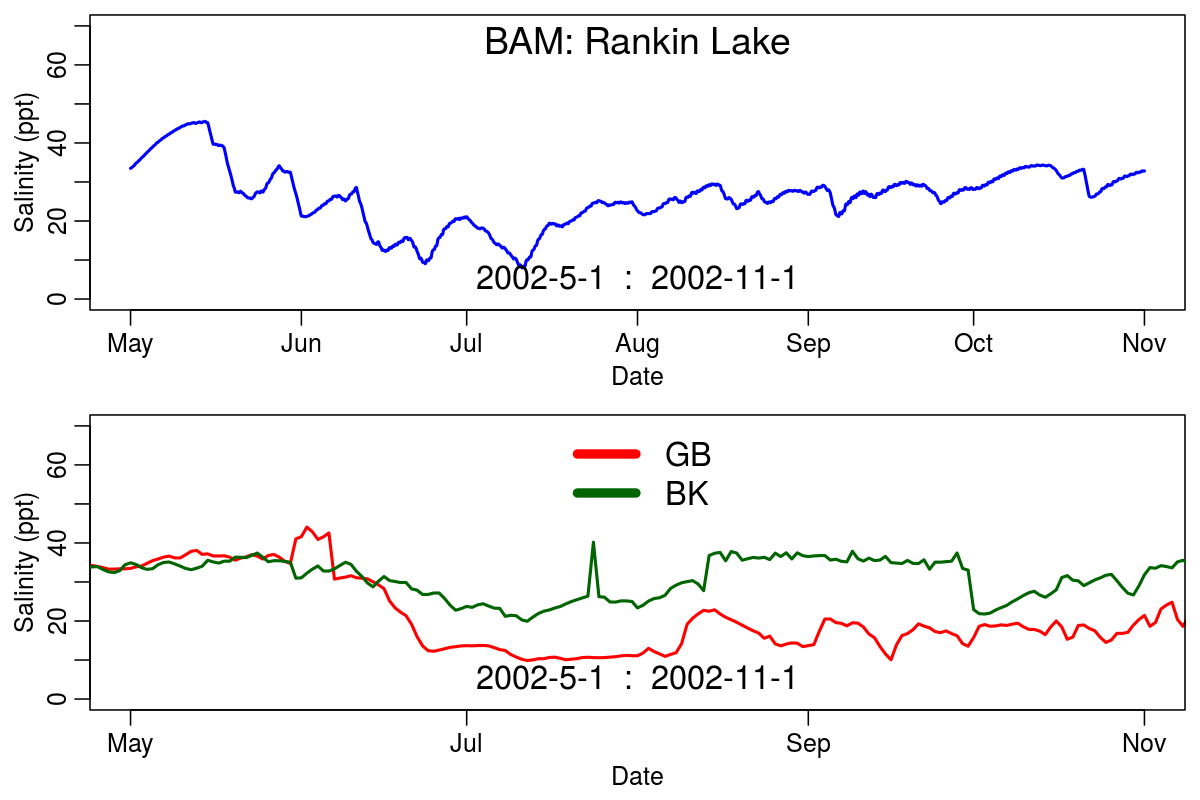 BAM: Rankin Lake
Salinity (ppt)
60
40
20
0
2002-5-1 : 2002-11-1
May Jun Jul Aug Sep Oct Nov
Date
GB
BK
Salinity (ppt)
60
40
20
0
2002-5-1 : 2002-11-1
May Jul Sep Nov
Date